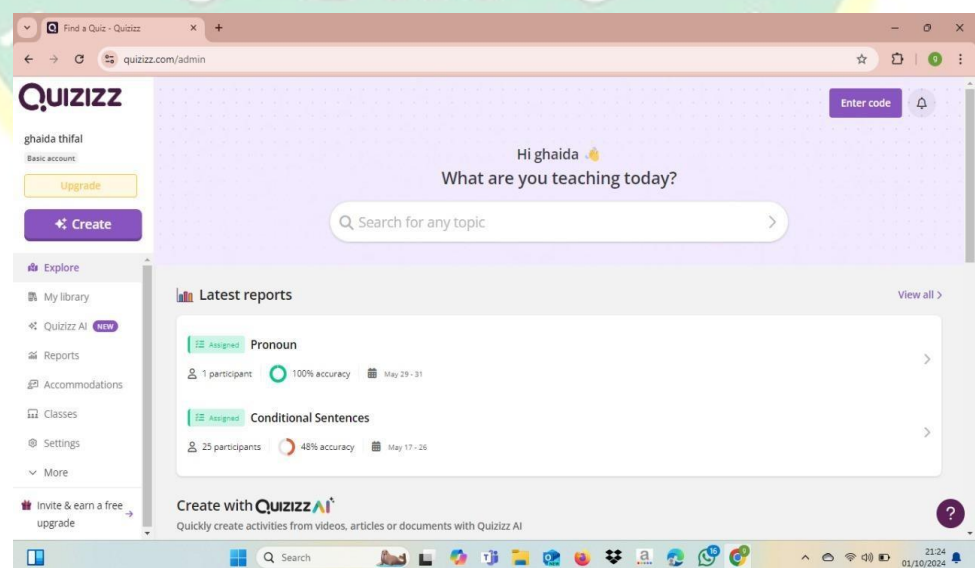 Find a Quiz - Quizizz
quizizz.com/admin
QUIZIZZ
ghaida thifal
Basic account
Upgrade
Create
Explore
My library
Quizizz AI NEW
Reports
Accommodations
Classes
Settings
More
Invite & earn a free
upgrade
Enter code
Hi ghaida
What are you teaching today?
Search for any topic
Latest reports
View all
Assigned Pronoun
1 participant 100% accuracy May 29 - 31
Assigned Conditional Sentences
25 participants 48% accuracy May 17 - 26
Create with QUIZIZZ AI
Quickly create activities from videos, articles or documents with Quizizz AI
?
Search
21:24
01/10/2024